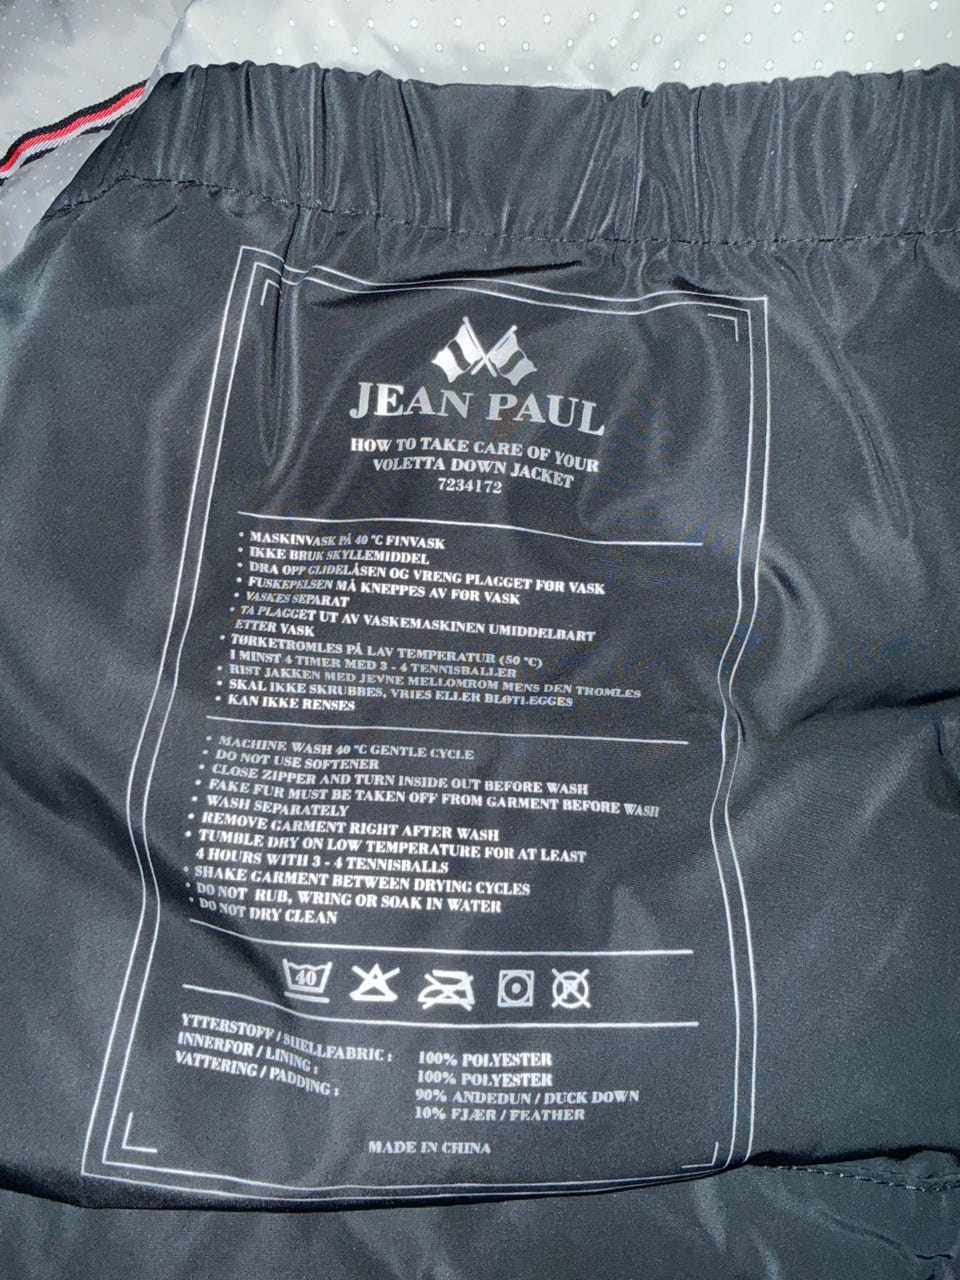 JEAN PAUL
HOW TO TAKE CARE OF YOUR
VOLETTA DOWN JACKET
7234172
• MASKINVASK PÅ 40 °C FINVASK
• IKKE BRUK SKYLLEMIDDEL
• DRA OPP GLIDELÅSEN OG VRENG PLAGGET FØR VASK
• FUSKEPELSEN MÅ KNEPPES AV FØR VASK
• VASKES SEPARAT
• TA PLAGGET UT AV VASKEMASKINEN UMIDDELBART
ETTER VASK
• TØRKETROMLES PÅ LAV TEMPERATUR (50 °C)
I MINST 4 TIMER MED 3 - 4 TENNISBALLER
• RIST JAKKEN MED JEVNE MELLOMROM MENS DEN TROMLES
• SKAL IKKE SKRUBBES, VRIES ELLER BLØTLEGGES
• KAN IKKE RENSES
• MACHINE WASH 40 °C GENTLE CYCLE
• DO NOT USE SOFTENER
• CLOSE ZIPPER AND TURN INSIDE OUT BEFORE WASH
• FAKE FUR MUST BE TAKEN OFF FROM GARMENT BEFORE WASH
• WASH SEPARATELY
• REMOVE GARMENT RIGHT AFTER WASH
• TUMBLE DRY ON LOW TEMPERATURE FOR AT LEAST
4 HOURS WITH 3 - 4 TENNISBALLS
• SHAKE GARMENT BETWEEN DRYING CYCLES
• DO NOT RUB, WRING OR SOAK IN WATER
• DO NOT DRY CLEAN
40
YTTERSTOFF / SHELLFABRIC : 100% POLYESTER
INNERFOR / LINING : 100% POLYESTER
VATTERING / PADDING : 90% ANDEDUN / DUCK DOWN
10% FJÆR / FEATHER
MADE IN CHINA